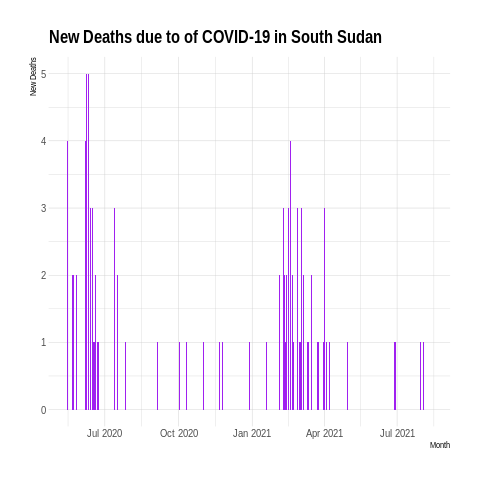 New Deaths due to of COVID-19 in South Sudan
New Deaths
5
4
3
2
1
0
Jul 2020 Oct 2020 Jan 2021 Apr 2021 Jul 2021
Month